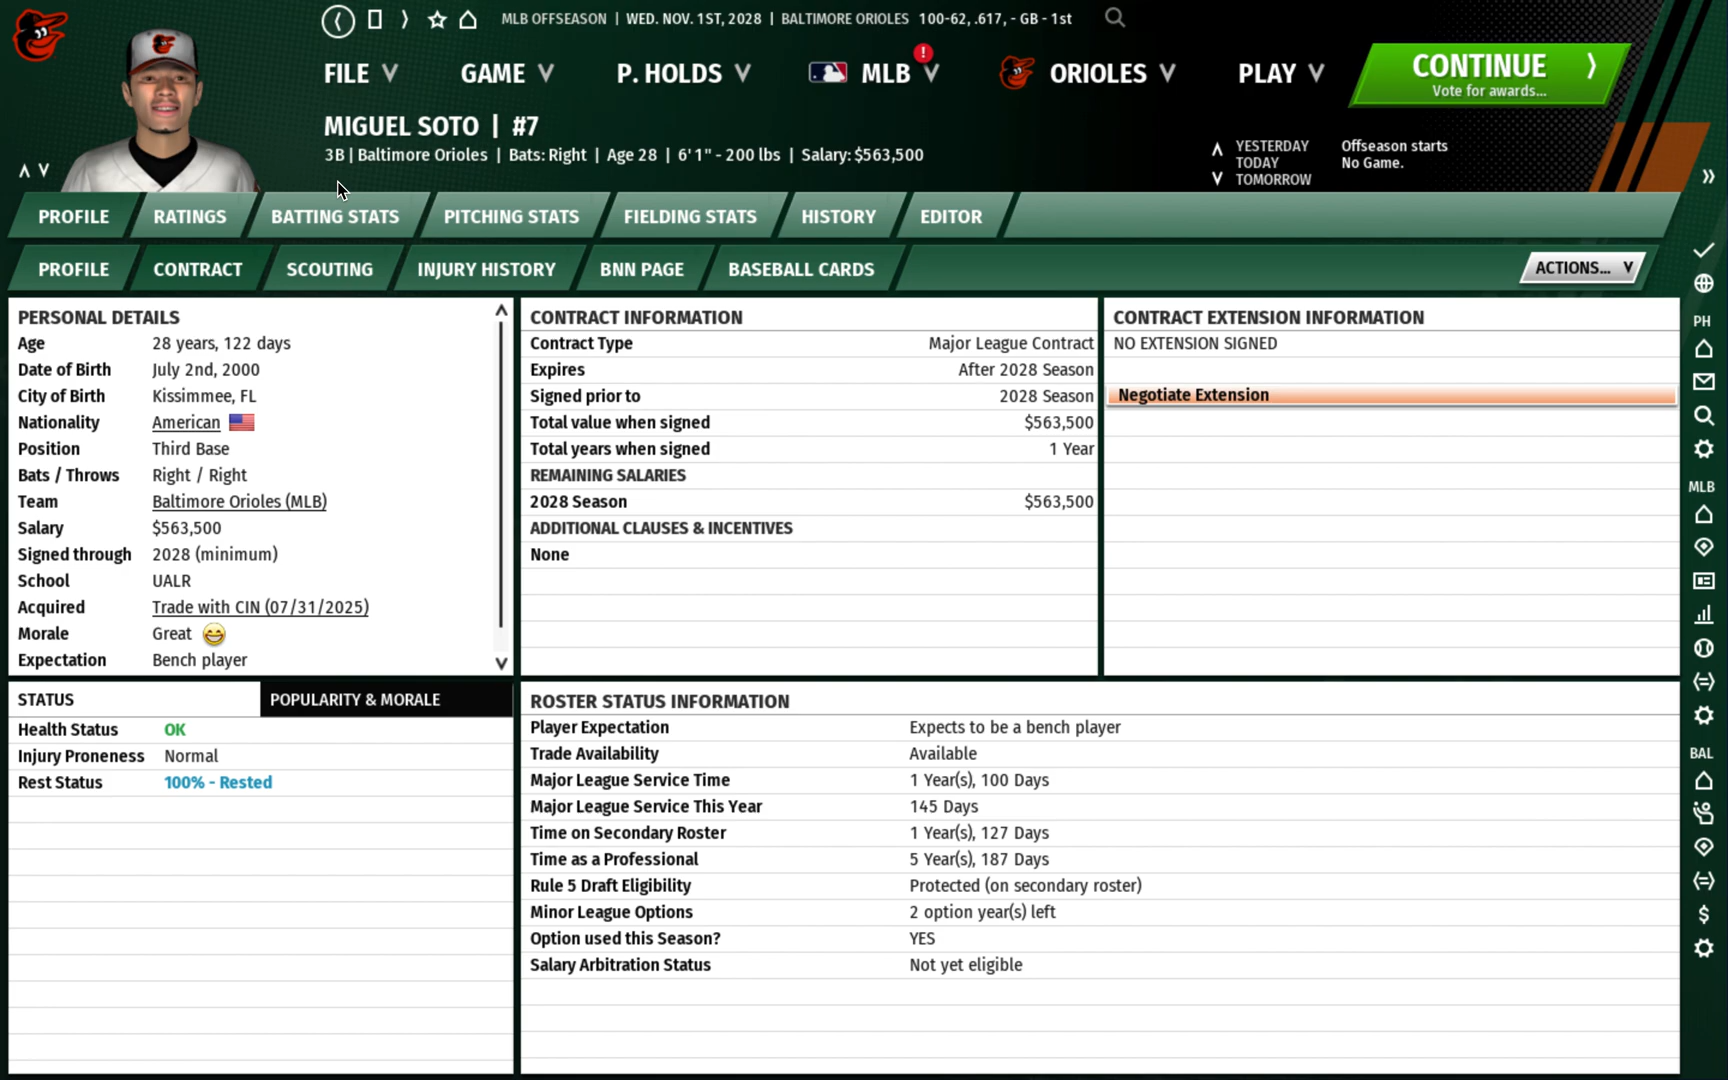 MLB OFFSEASON | WED. NOV. 1ST, 2028 | BALTIMORE ORIOLES 100-62, .617, - GB - 1st
FILE GAME P. HOLDS MLB ! ORIOLES PLAY
CONTINUE
Vote for awards...
MIGUEL SOTO | #7
3B | Baltimore Orioles | Bats: Right | Age 28 | 6' 1" - 200 lbs | Salary: $563,500
YESTERDAY Offseason starts
TODAY No Game.
TOMORROW
PROFILE RATINGS BATTING STATS PITCHING STATS FIELDING STATS HISTORY EDITOR
PROFILE CONTRACT SCOUTING INJURY HISTORY BNN PAGE BASEBALL CARDS ACTIONS...
PERSONAL DETAILS
Age 28 years, 122 days
Date of Birth July 2nd, 2000
City of Birth Kissimmee, FL
Nationality American
Position Third Base
Bats / Throws Right / Right
Team Baltimore Orioles (MLB)
Salary $563,500
Signed through 2028 (minimum)
School UALR
Acquired Trade with CIN (07/31/2025)
Morale Great
Expectation Bench player
CONTRACT INFORMATION
Contract Type Major League Contract
Expires After 2028 Season
Signed prior to 2028 Season
Total value when signed $563,500
Total years when signed 1 Year
REMAINING SALARIES
2028 Season $563,500
ADDITIONAL CLAUSES & INCENTIVES
None
CONTRACT EXTENSION INFORMATION
NO EXTENSION SIGNED
Negotiate Extension
STATUS POPULARITY & MORALE
Health Status OK
Injury Proneness Normal
Rest Status 100% - Rested
ROSTER STATUS INFORMATION
Player Expectation Expects to be a bench player
Trade Availability Available
Major League Service Time 1 Year(s), 100 Days
Major League Service This Year 145 Days
Time on Secondary Roster 1 Year(s), 127 Days
Time as a Professional 5 Year(s), 187 Days
Rule 5 Draft Eligibility Protected (on secondary roster)
Minor League Options 2 option year(s) left
Option used this Season? YES
Salary Arbitration Status Not yet eligible
PH
MLB
BAL
$